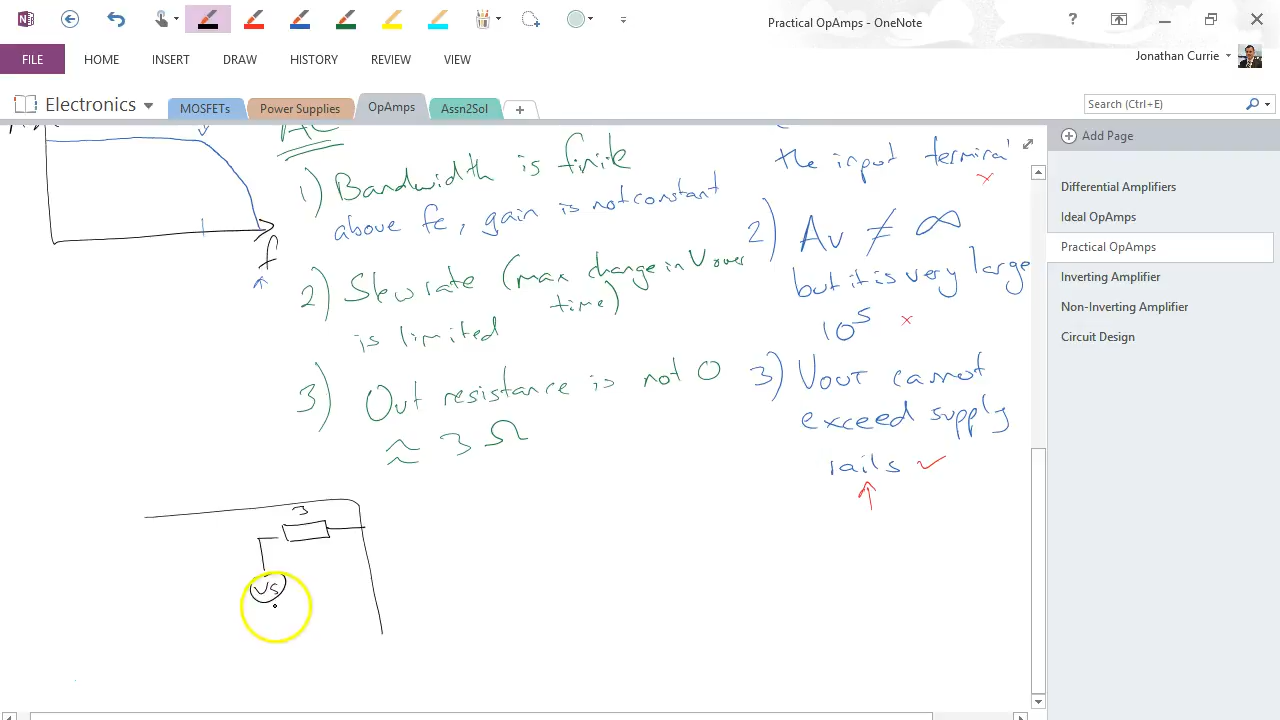 Practical OpAmps - OneNote
?
Jonathan Currie
FILE HOME INSERT DRAW HISTORY REVIEW VIEW
Electronics
MOSFETs Power Supplies OpAmps Assn2Sol +
Search (Ctrl+E)
Add Page
Differential Amplifiers
Ideal OpAmps
Practical OpAmps
Inverting Amplifier
Non-Inverting Amplifier
Circuit Design
f
AC
1) Bandwidth is finite
above fc, gain is not constant
2) Slew rate (max change in V over
time)
is limited
3) Out resistance is not 0
≈ 3 Ω
the input terminal
x
2) Av ≠ ∞
but it is very large
10^5 x
3) VOUT cannot
exceed supply
rails ✓
3
VS